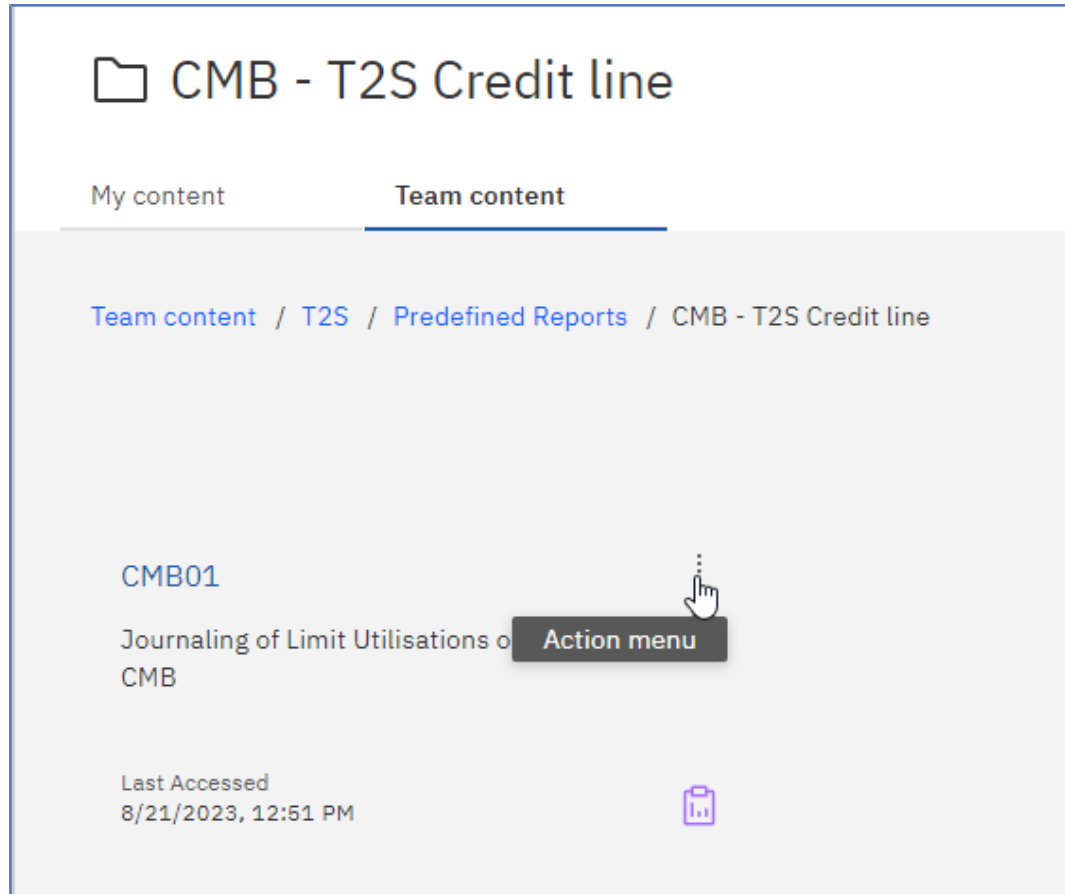 CMB - T2S Credit line
My content Team content
Team content / T2S / Predefined Reports / CMB - T2S Credit line
CMB01
Journaling of Limit Utilisations o Action menu
CMB
Last Accessed
8/21/2023, 12:51 PM